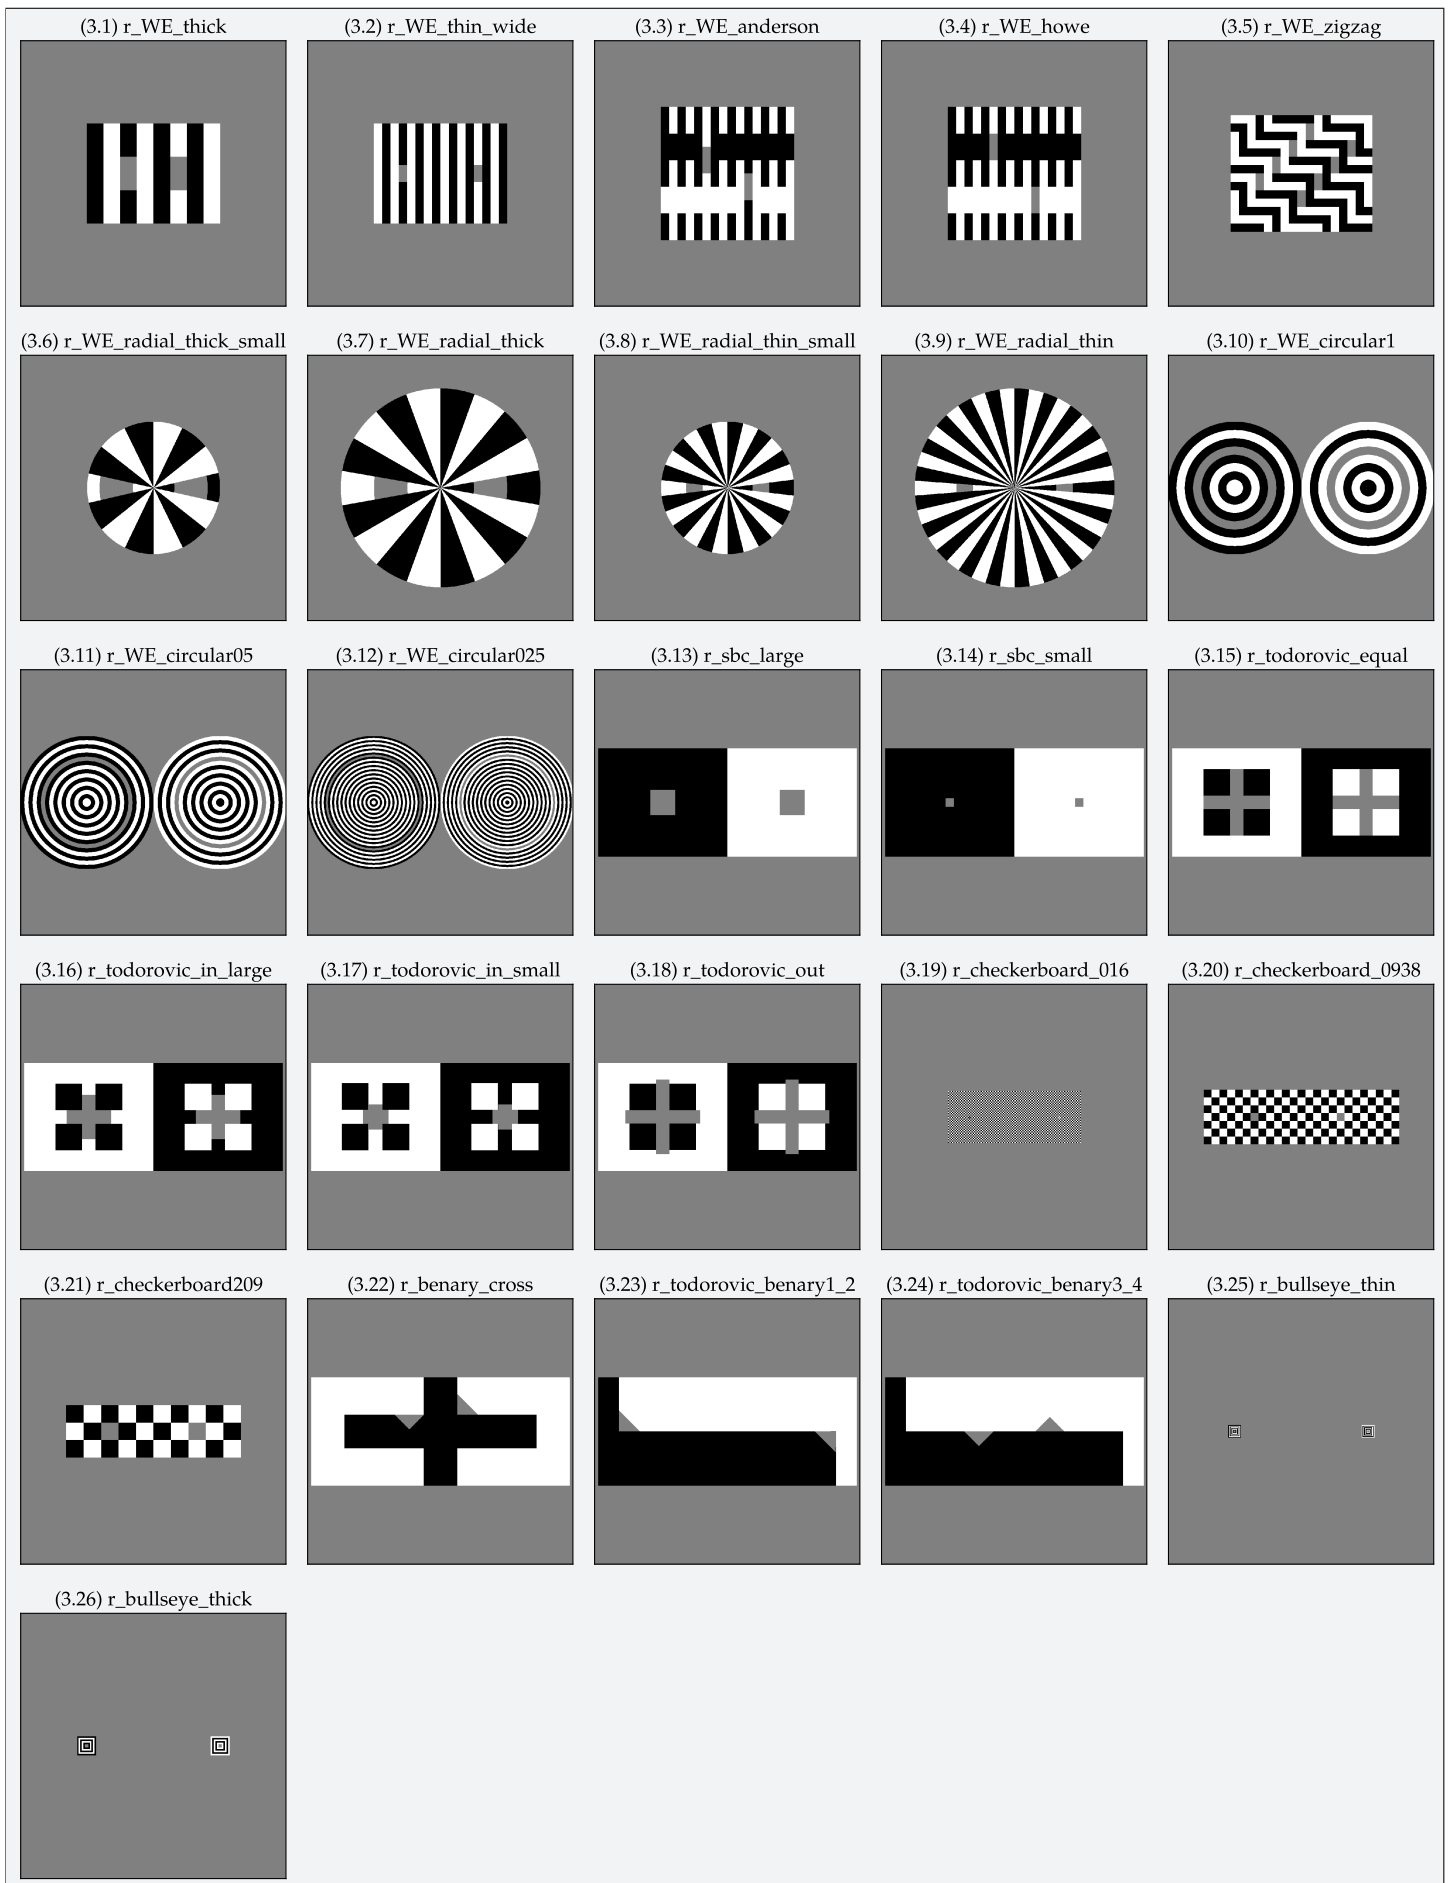 (3.1) r_WE_thick
(3.2) r_WE_thin_wide
(3.3) r_WE_anderson
(3.4) r_WE_howe
(3.5) r_WE_zigzag
(3.6) r_WE_radial_thick_small
(3.7) r_WE_radial_thick
(3.8) r_WE_radial_thin_small
(3.9) r_WE_radial_thin
(3.10) r_WE_circular1
(3.11) r_WE_circular05
(3.12) r_WE_circular025
(3.13) r_sbc_large
(3.14) r_sbc_small
(3.15) r_todorovic_equal
(3.16) r_todorovic_in_large
(3.17) r_todorovic_in_small
(3.18) r_todorovic_out
(3.19) r_checkerboard_016
(3.20) r_checkerboard_0938
(3.21) r_checkerboard209
(3.22) r_benary_cross
(3.23) r_todorovic_benary1_2
(3.24) r_todorovic_benary3_4
(3.25) r_bullseye_thin
(3.26) r_bullseye_thick